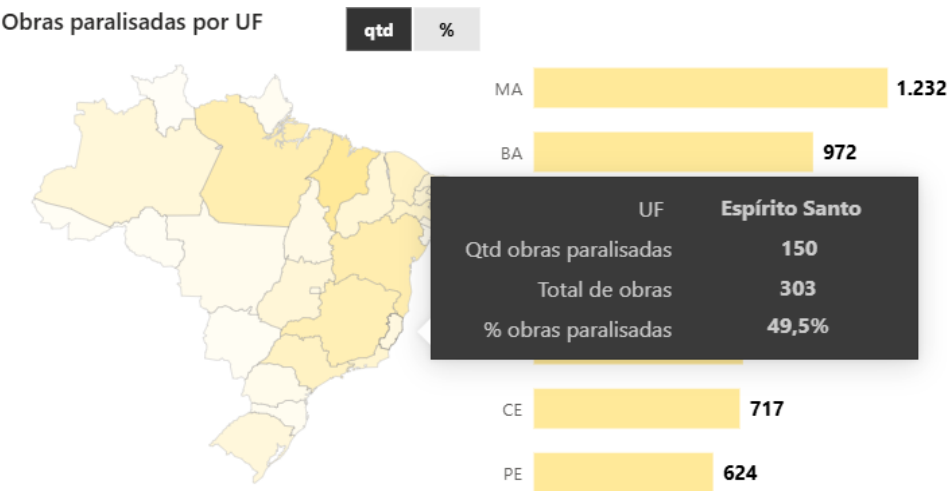 Obras paralisadas por UF
qtd %
MA 1.232
BA 972
UF Espírito Santo
Qtd obras paralisadas 150
Total de obras 303
% obras paralisadas 49,5%
CE 717
PE 624